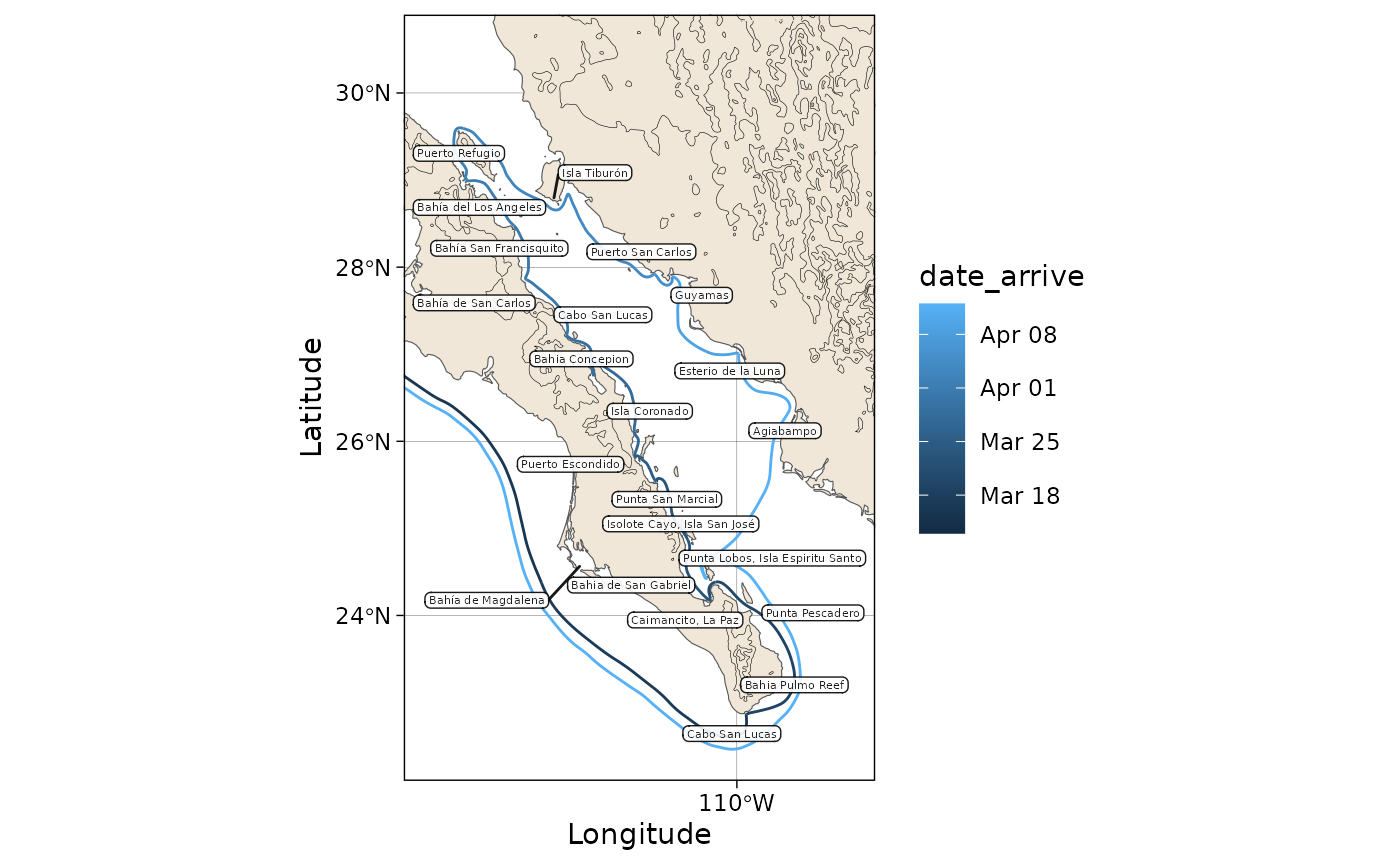 30°N
28°N
26°N
24°N
Latitude
Puerto Refugio
Isla Tiburón
Bahía del Los Angeles
Bahía San Francisquito
Puerto San Carlos
Bahía de San Carlos
Guyamas
Cabo San Lucas
Bahia Concepion
Esterio de la Luna
Isla Coronado
Agiabampo
Puerto Escondido
Punta San Marcial
Isolote Cayo, Isla San José
Punta Lobos, Isla Espiritu Santo
Bahia de San Gabriel
Bahía de Magdalena
Caimancito, La Paz
Punta Pescadero
Bahia Pulmo Reef
Cabo San Lucas
110°W
Longitude
date_arrive
Apr 08
Apr 01
Mar 25
Mar 18